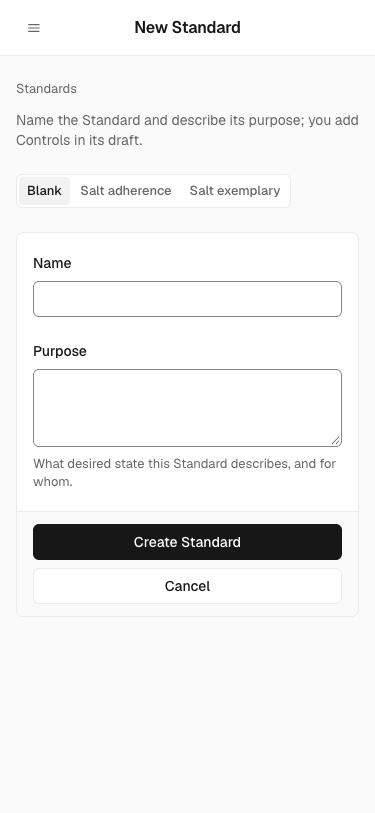 New Standard
Standards
Name the Standard and describe its purpose; you add
Controls in its draft.
Blank Salt adherence Salt exemplary
Name
Purpose
What desired state this Standard describes, and for
whom.
Create Standard
Cancel